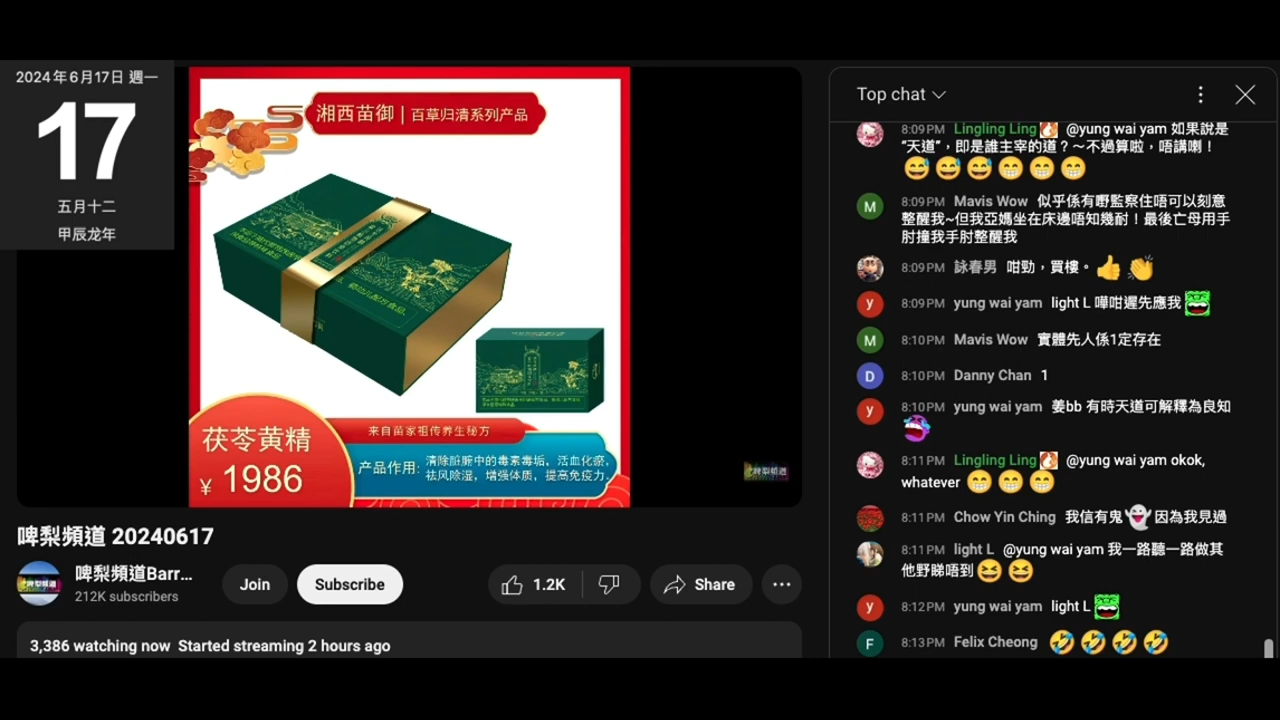 2024年6月17日 週一
17
五月十二
甲辰龙年
湘西苗御 | 百草归清系列产品
茯苓黄精
¥ 1986
来自苗家祖传养生秘方
产品作用: 清除脏腑中的毒素毒垢，活血化瘀，
祛风除湿，增强体质，提高免疫力。
啤梨頻道
啤梨頻道 20240617
啤梨頻道Barr...
212K subscribers
Join
Subscribe
1.2K
Share
3,386 watching now Started streaming 2 hours ago
Top chat
8:09PM Lingling Ling @yung wai yam 如果說是
“天道”，即是誰主宰的道？～不過算啦，唔講喇！
😅😅😅😁😁😁
M 8:09PM Mavis Wow 似乎係有嘢監察住唔可以刻意
整醒我~但我亞媽坐在床邊唔知幾耐！最後亡母用手
肘撞我手肘整醒我
8:09PM 詠春男 咁勁，買樓。👍👏
y 8:09PM yung wai yam light L 嘩咁遲先應我
M 8:10PM Mavis Wow 實體先人係1定存在
D 8:10PM Danny Chan 1
y 8:10PM yung wai yam 姜bb 有時天道可解釋為良知
8:11PM Lingling Ling @yung wai yam okok,
whatever 😁😁😁
8:11PM Chow Yin Ching 我信有鬼👻因為我見過
8:11PM light L @yung wai yam 我一路聽一路做其
他野睇唔到😆😆
y 8:12PM yung wai yam light L
F 8:13PM Felix Cheong 🤣🤣🤣🤣